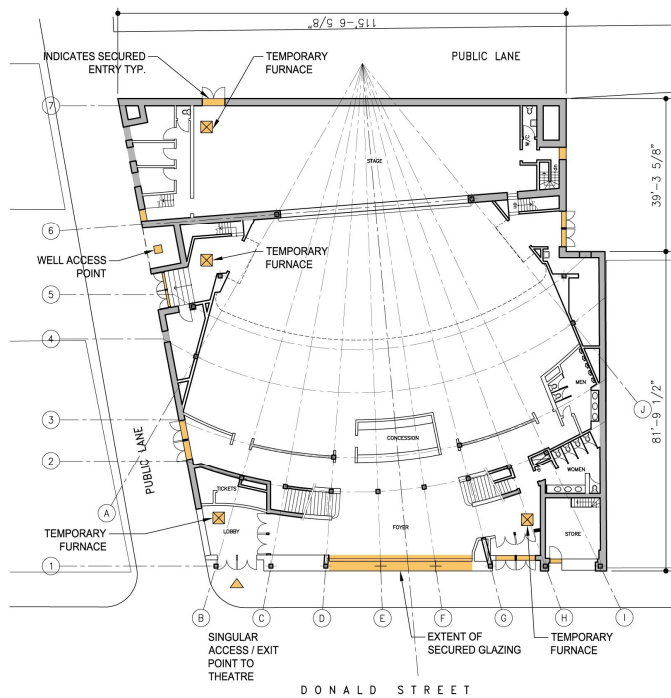 115'-6 5/8"
INDICATES SECURED
ENTRY TYP.
TEMPORARY
FURNACE
PUBLIC LANE
7
W/C
STAGE
39'-3 5/8"
DN
UP
6
WELL ACCESS
POINT
TEMPORARY
FURNACE
5
4
MEN
81'-9 1/2"
3
J
CONCESSION
2
PUBLIC LANE
WOMEN
TICKETS
A
TEMPORARY
FURNACE
LOBBY
FOYER
STORE
1
B
C
D
E
F
G
H
I
SINGULAR
ACCESS / EXIT
POINT TO
THEATRE
EXTENT OF
SECURED GLAZING
TEMPORARY
FURNACE
DONALD STREET